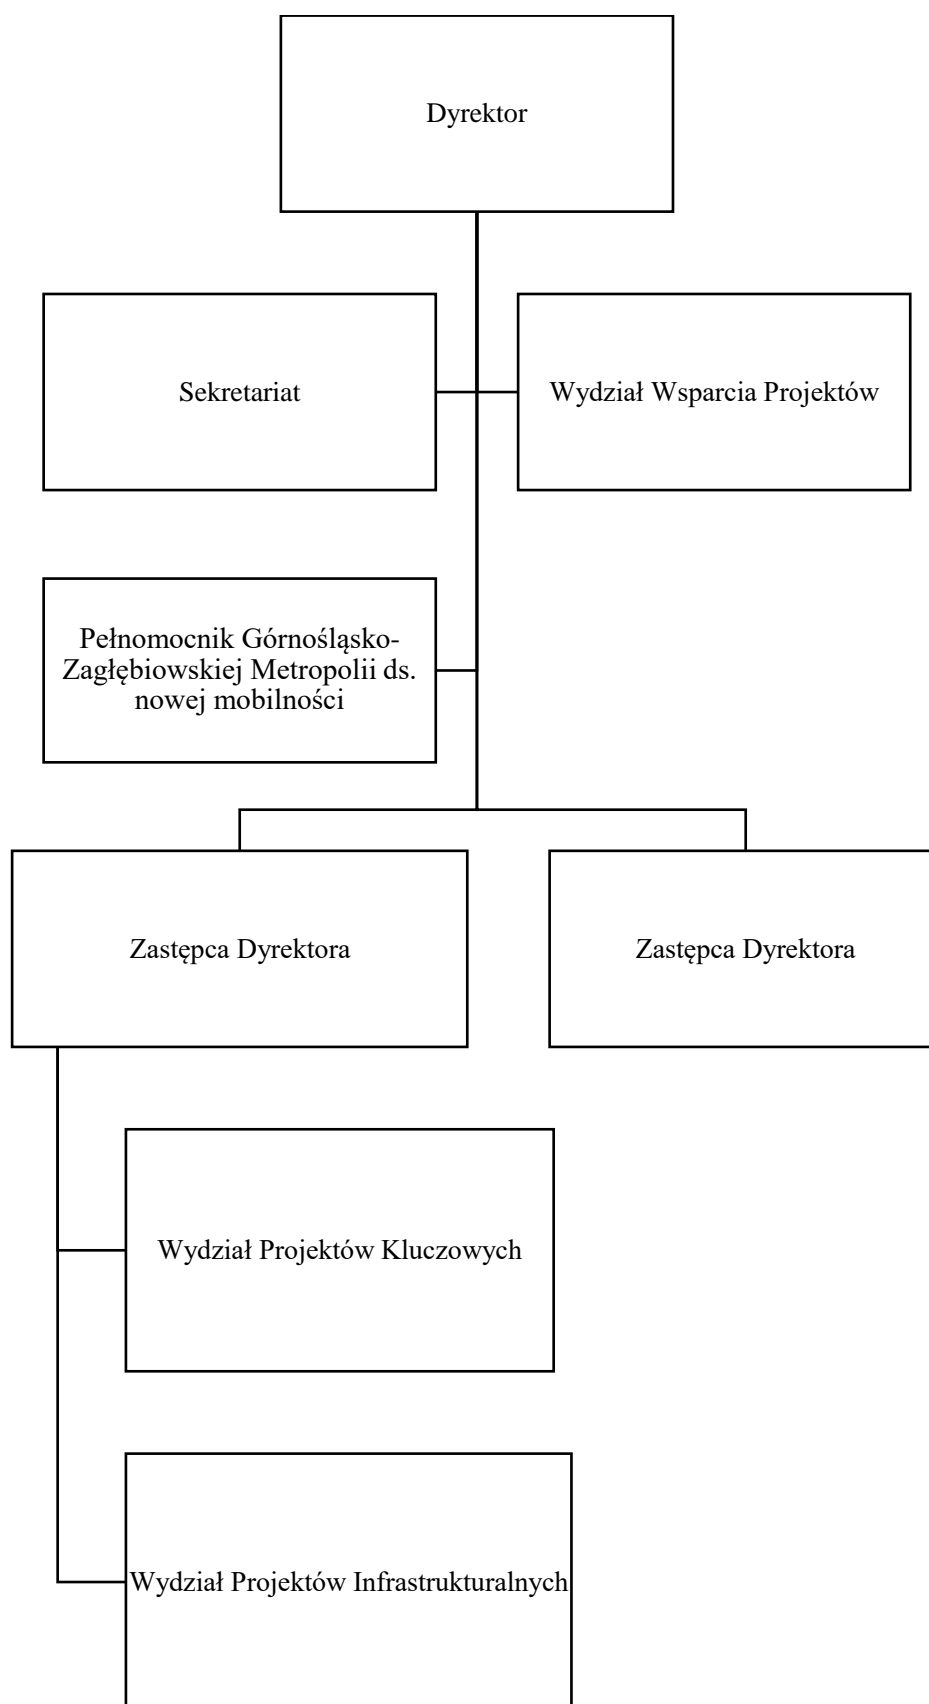 Dyrektor
Sekretariat
Wydział Wsparcia Projektów
Pełnomocnik Górnośląsko-
Zagłębiowskiej Metropolii ds.
nowej mobilności
Zastępca Dyrektora
Zastępca Dyrektora
Wydział Projektów Kluczowych
Wydział Projektów Infrastrukturalnych